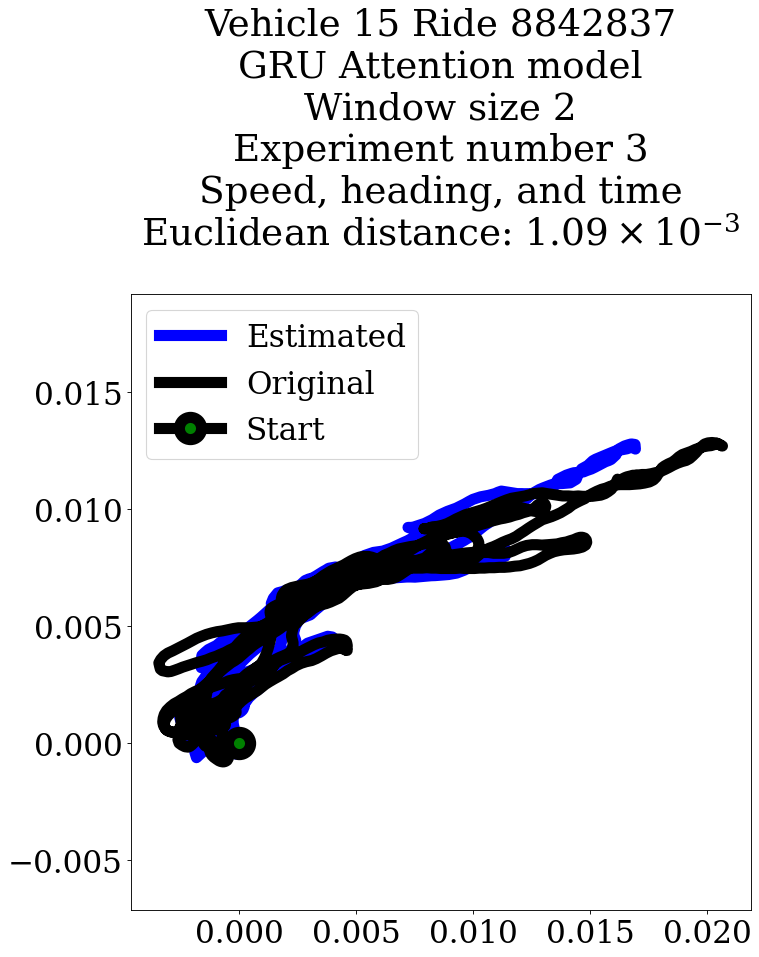 Vehicle 15 Ride 8842837
GRU Attention model
Window size 2
Experiment number 3
Speed, heading, and time
Euclidean distance: 1.09 × 10⁻³
Estimated
Original
Start
0.015
0.010
0.005
0.000
−0.005
0.000 0.005 0.010 0.015 0.020